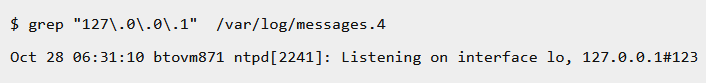 $ grep "127\.0\.0\.1"  /var/log/messages.4
Oct 28 06:31:10 btovm871 ntpd[2241]: Listening on interface lo, 127.0.0.1#123